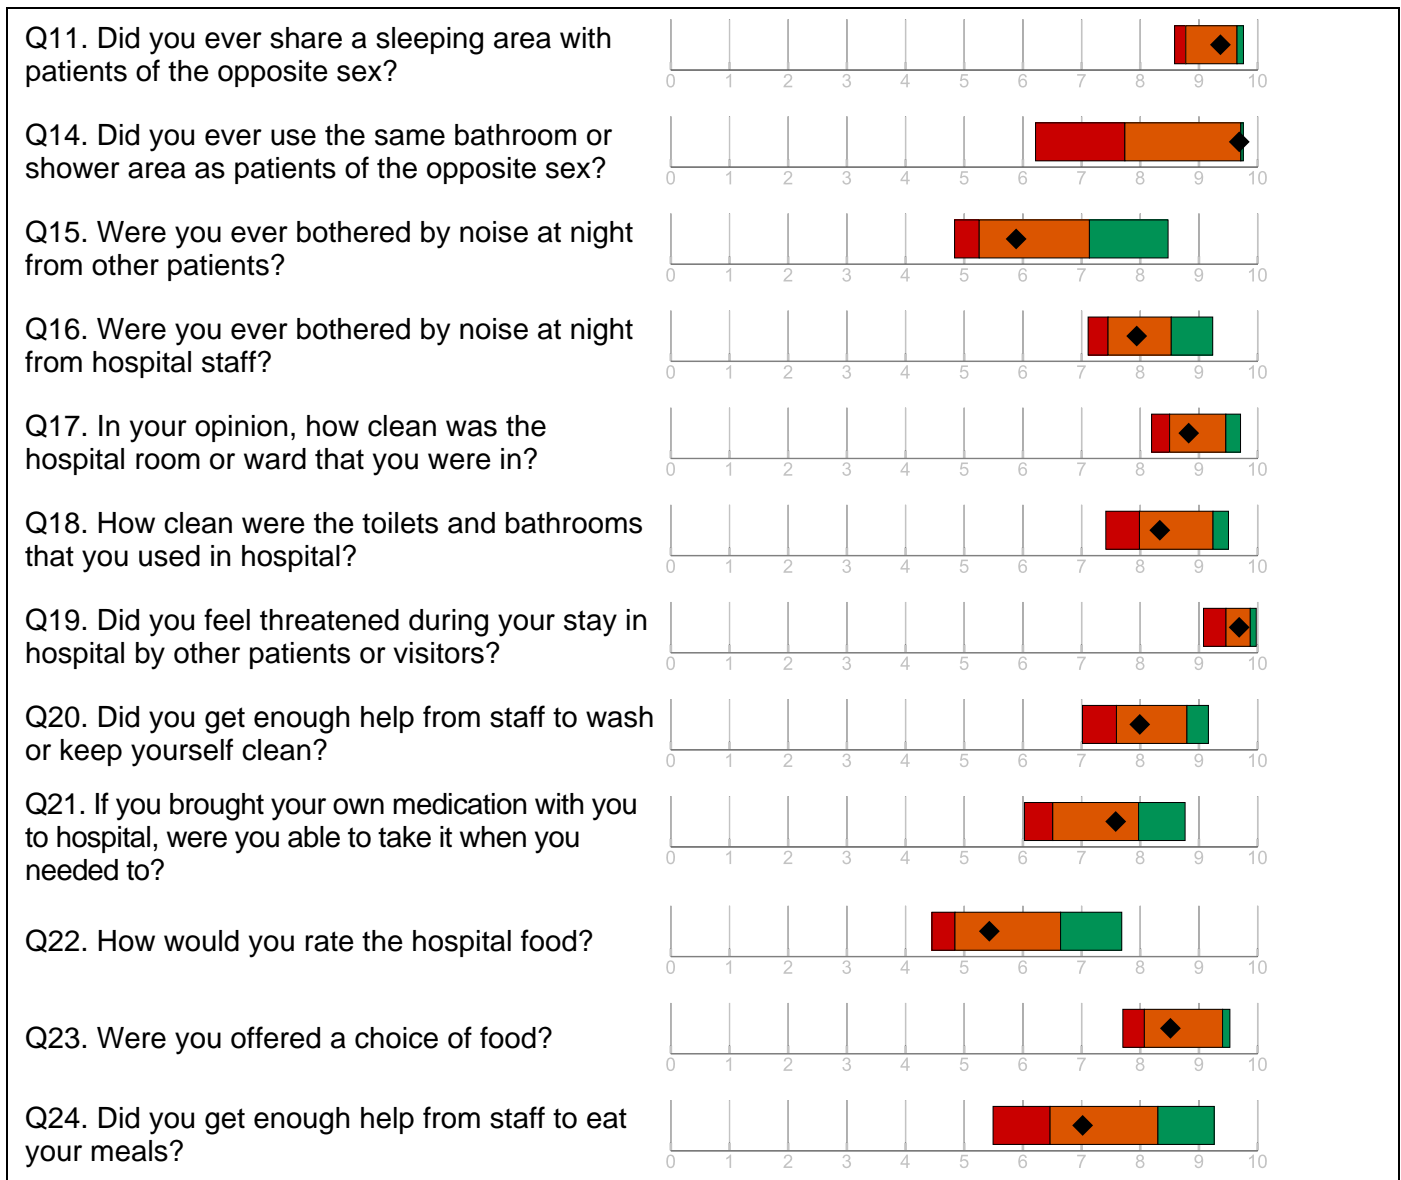 Q11. Did you ever share a sleeping area with
patients of the opposite sex?
0 1 2 3 4 5 6 7 8 9 10
Q14. Did you ever use the same bathroom or
shower area as patients of the opposite sex?
0 1 2 3 4 5 6 7 8 9 10
Q15. Were you ever bothered by noise at night
from other patients?
0 1 2 3 4 5 6 7 8 9 10
Q16. Were you ever bothered by noise at night
from hospital staff?
0 1 2 3 4 5 6 7 8 9 10
Q17. In your opinion, how clean was the
hospital room or ward that you were in?
0 1 2 3 4 5 6 7 8 9 10
Q18. How clean were the toilets and bathrooms
that you used in hospital?
0 1 2 3 4 5 6 7 8 9 10
Q19. Did you feel threatened during your stay in
hospital by other patients or visitors?
0 1 2 3 4 5 6 7 8 9 10
Q20. Did you get enough help from staff to wash
or keep yourself clean?
0 1 2 3 4 5 6 7 8 9 10
Q21. If you brought your own medication with you
to hospital, were you able to take it when you
needed to?
0 1 2 3 4 5 6 7 8 9 10
Q22. How would you rate the hospital food?
0 1 2 3 4 5 6 7 8 9 10
Q23. Were you offered a choice of food?
0 1 2 3 4 5 6 7 8 9 10
Q24. Did you get enough help from staff to eat
your meals?
0 1 2 3 4 5 6 7 8 9 10